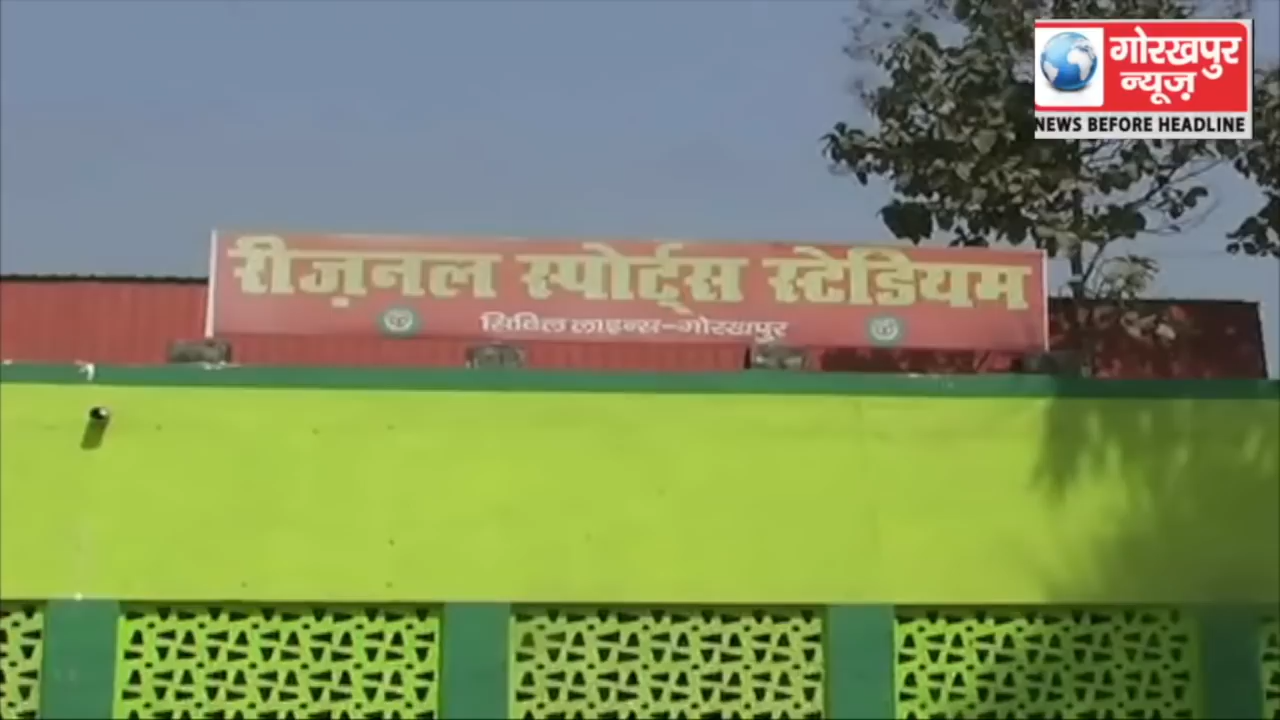 गोरखपुर
न्यूज़
NEWS BEFORE HEADLINE
रीज़नल स्पोर्ट्स स्टेडियम
सिविल लाइन्स-गोरखपुर